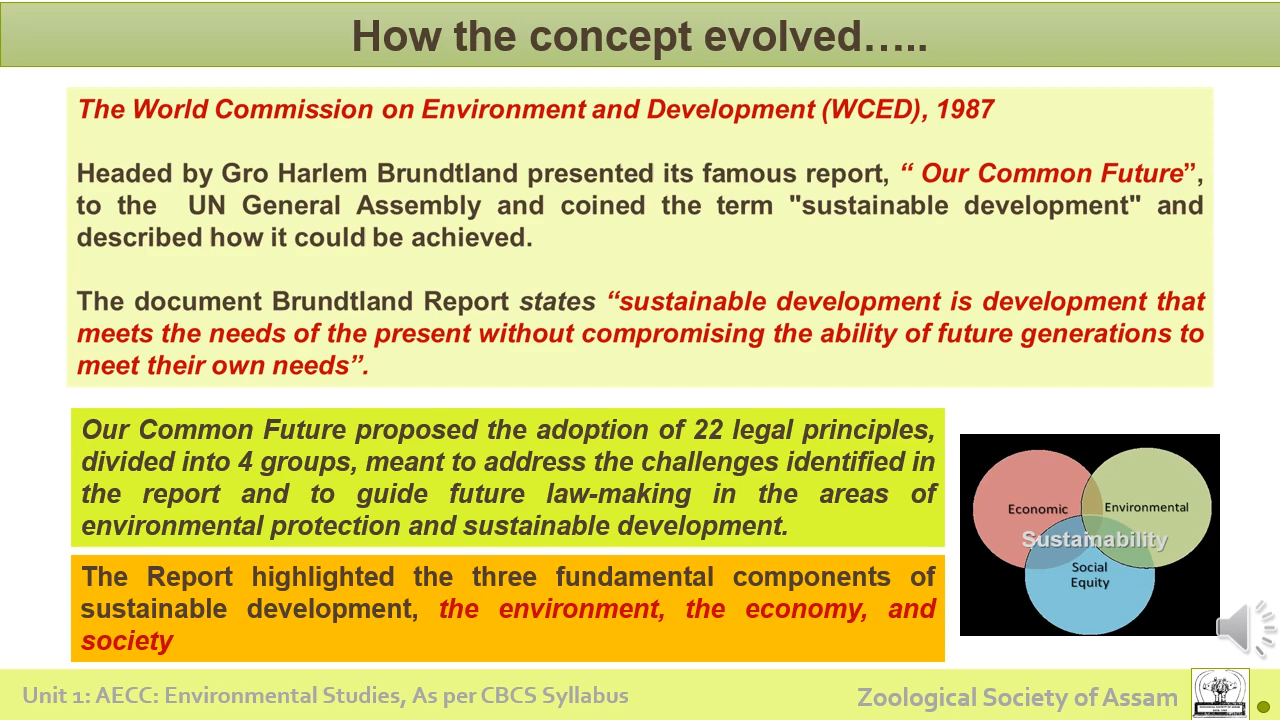 How the concept evolved…..
The World Commission on Environment and Development (WCED), 1987
Headed by Gro Harlem Brundtland presented its famous report, “ Our Common Future”,
to the UN General Assembly and coined the term "sustainable development" and
described how it could be achieved.
The document Brundtland Report states “sustainable development is development that
meets the needs of the present without compromising the ability of future generations to
meet their own needs”.
Our Common Future proposed the adoption of 22 legal principles,
divided into 4 groups, meant to address the challenges identified in
the report and to guide future law-making in the areas of
environmental protection and sustainable development.
The Report highlighted the three fundamental components of
sustainable development, the environment, the economy, and
society
Economic
Environmental
Sustainability
Social
Equity
Unit 1: AECC: Environmental Studies, As per CBCS Syllabus
Zoological Society of Assam